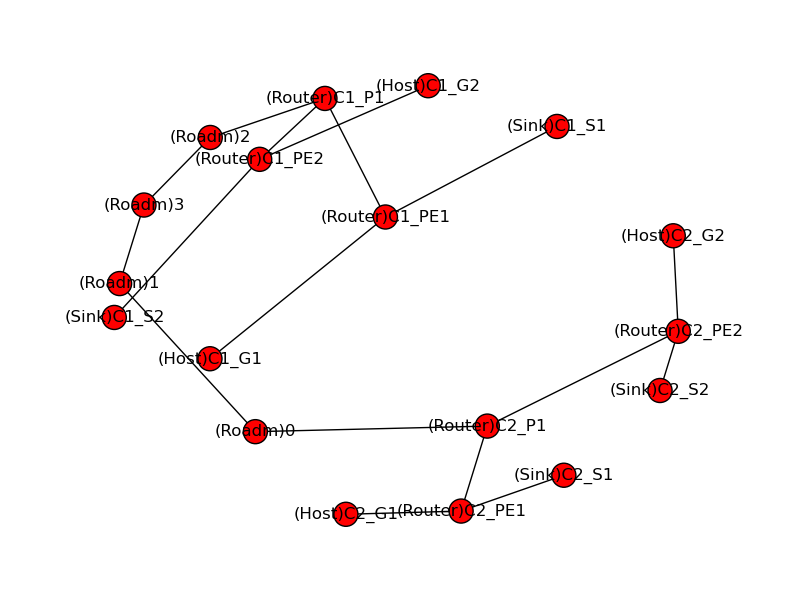 (Host)C1_G2
(Router)C1_P1
(Sink)C1_S1
(Roadm)2
(Router)C1_PE2
(Roadm)3
(Router)C1_PE1
(Host)C2_G2
(Roadm)1
(Sink)C1_S2
(Router)C2_PE2
(Host)C1_G1
(Sink)C2_S2
(Roadm)0
(Router)C2_P1
(Sink)C2_S1
(Host)C2_G1
(Router)C2_PE1